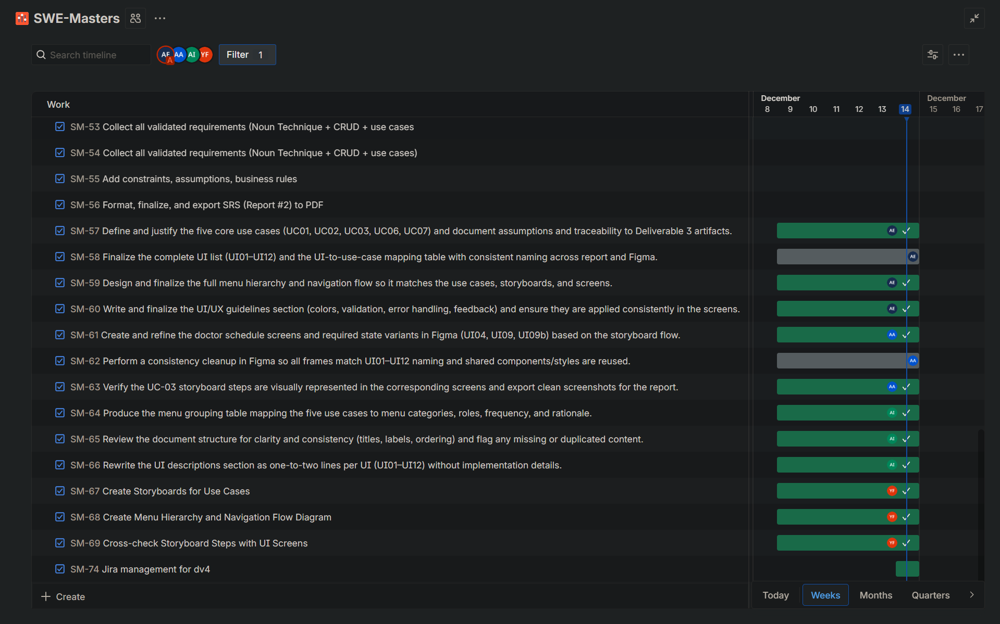 SWE-Masters
Search timeline
AE A AA AI YF
Filter 1
Work
December
8 9 10 11 12 13 14
December
15 16 17
SM-53 Collect all validated requirements (Noun Technique + CRUD + use cases
SM-54 Collect all validated requirements (Noun Technique + CRUD + use cases)
SM-55 Add constraints, assumptions, business rules
SM-56 Format, finalize, and export SRS (Report #2) to PDF
SM-57 Define and justify the five core use cases (UC01, UC02, UC03, UC06, UC07) and document assumptions and traceability to Deliverable 3 artifacts. AE
SM-58 Finalize the complete UI list (UI01–UI12) and the UI-to-use-case mapping table with consistent naming across report and Figma. AE
SM-59 Design and finalize the full menu hierarchy and navigation flow so it matches the use cases, storyboards, and screens. AE
SM-60 Write and finalize the UI/UX guidelines section (colors, validation, error handling, feedback) and ensure they are applied consistently in the screens. AE
SM-61 Create and refine the doctor schedule screens and required state variants in Figma (UI04, UI09, UI09b) based on the storyboard flow. AA
SM-62 Perform a consistency cleanup in Figma so all frames match UI01–UI12 naming and shared components/styles are reused. AA
SM-63 Verify the UC-03 storyboard steps are visually represented in the corresponding screens and export clean screenshots for the report. AA
SM-64 Produce the menu grouping table mapping the five use cases to menu categories, roles, frequency, and rationale. AI
SM-65 Review the document structure for clarity and consistency (titles, labels, ordering) and flag any missing or duplicated content. AI
SM-66 Rewrite the UI descriptions section as one-to-two lines per UI (UI01–UI12) without implementation details. AI
SM-67 Create Storyboards for Use Cases YF
SM-68 Create Menu Hierarchy and Navigation Flow Diagram YF
SM-69 Cross-check Storyboard Steps with UI Screens YF
SM-74 Jira management for dv4
Create
Today Weeks Months Quarters